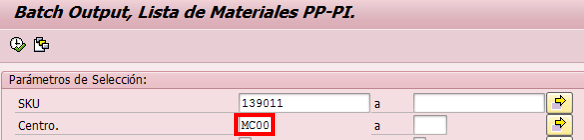 Batch Output, Lista de Materiales PP-PI.
Parámetros de Selección:
SKU 139011 a
Centro. MC00 a